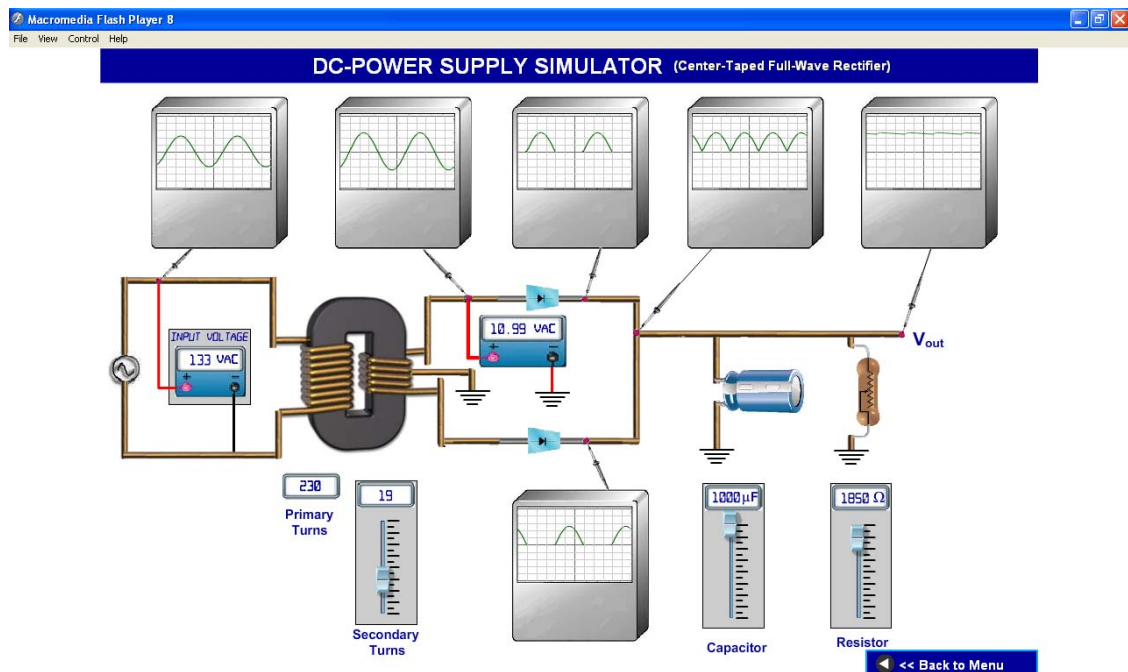 Macromedia Flash Player 8
File View Control Help
DC-POWER SUPPLY SIMULATOR (Center-Taped Full-Wave Rectifier)
INPUT VOLTAGE
133 VAC
+ -
10.99 VAC
+ -
Vout
230
Primary
Turns
19
Secondary
Turns
1000µF
Capacitor
1850 Ω
Resistor
<< Back to Menu